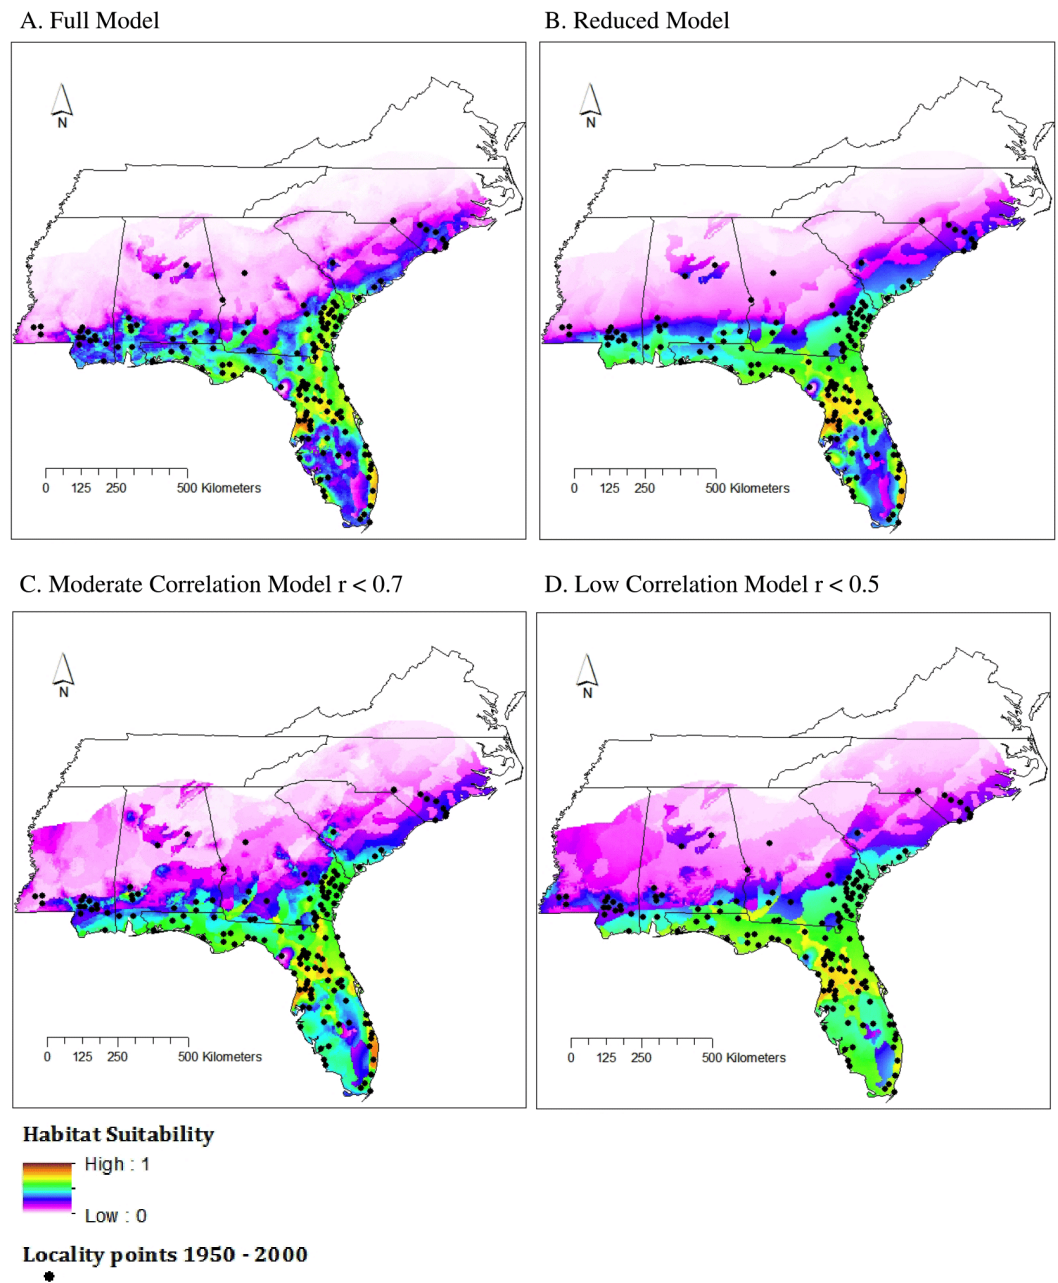 A. Full Model
B. Reduced Model
N
N
0 125 250 500 Kilometers
0 125 250 500 Kilometers
C. Moderate Correlation Model r < 0.7
D. Low Correlation Model r < 0.5
N
N
0 125 250 500 Kilometers
0 125 250 500 Kilometers
Habitat Suitability
High : 1
Low : 0
Locality points 1950 - 2000